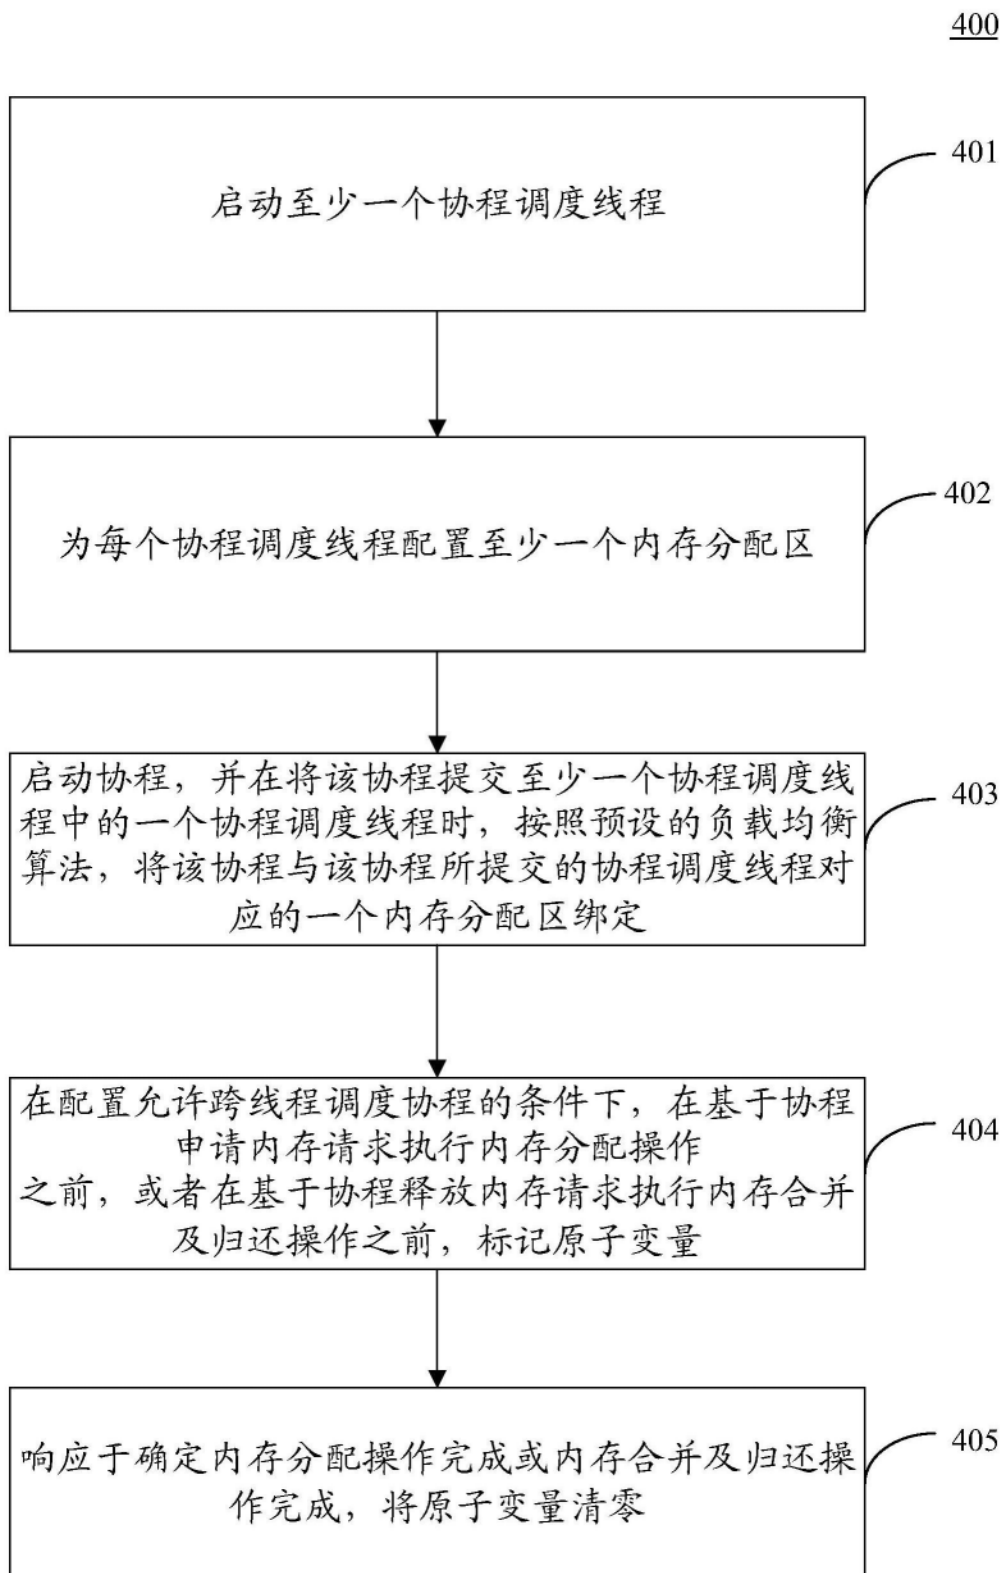 400
启动至少一个协程调度线程
401
为每个协程调度线程配置至少一个内存分配区
402
启动协程，并在将该协程提交至少一个协程调度线
程中的一个协程调度线程时，按照预设的负载均衡
算法，将该协程与该协程所提交的协程调度线程对
应的一个内存分配区绑定
403
在配置允许跨线程调度协程的条件下，在基于协程
申请内存请求执行内存分配操作
之前，或者在基于协程释放内存请求执行内存合并
及归还操作之前，标记原子变量
404
响应于确定内存分配操作完成或内存合并及归还操
作完成，将原子变量清零
405